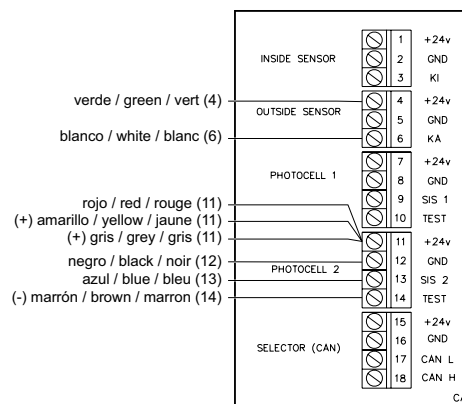 1 +24v
INSIDE SENSOR 2 GND
3 KI
verde / green / vert (4) 4 +24v
OUTSIDE SENSOR 5 GND
blanco / white / blanc (6) 6 KA
7 +24v
PHOTOCELL 1 8 GND
9 SIS 1
rojo / red / rouge (11) 10 TEST
(+) amarillo / yellow / jaune (11)
(+) gris / grey / gris (11) 11 +24v
negro / black / noir (12) 12 GND
PHOTOCELL 2
azul / blue / bleu (13) 13 SIS 2
(-) marrón / brown / marron (14) 14 TEST
15 +24v
16 GND
SELECTOR (CAN) 17 CAN L
18 CAN H
CA